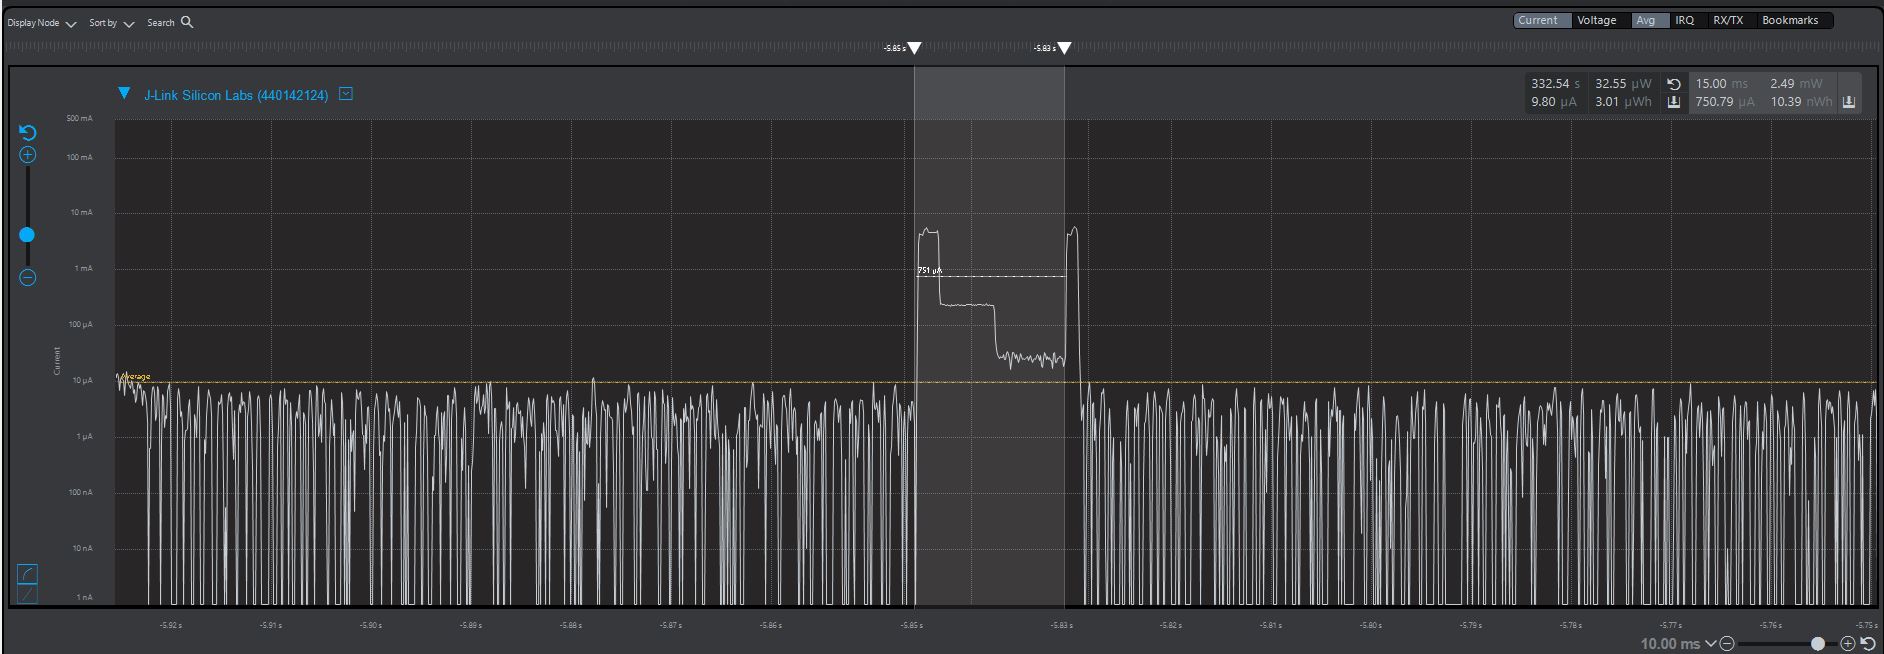 Display Node Sort by Search Current Voltage Avg IRQ RX/TX Bookmarks
-5.85 s -5.83 s
J-Link Silicon Labs (440142124)
332.54 s 32.55 µW 15.00 ms 2.49 mW
9.80 µA 3.01 µWh 750.79 µA 10.39 nWh
500 mA
100 mA
10 mA
1 mA
751 µA
100 µA
Current
10 µA
Average
1 µA
100 nA
10 nA
1 nA
-5.92 s -5.91 s -5.90 s -5.89 s -5.88 s -5.87 s -5.86 s -5.85 s -5.83 s -5.82 s -5.81 s -5.80 s -5.79 s -5.78 s -5.77 s -5.76 s -5.75 s
10.00 ms